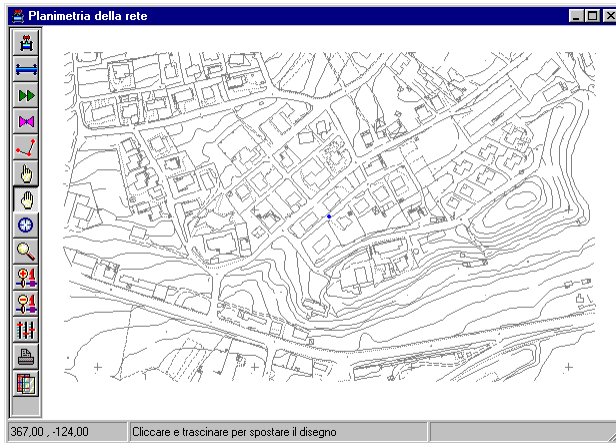 Planimetria della rete
367,00 , -124,00
Cliccare e trascinare per spostare il disegno